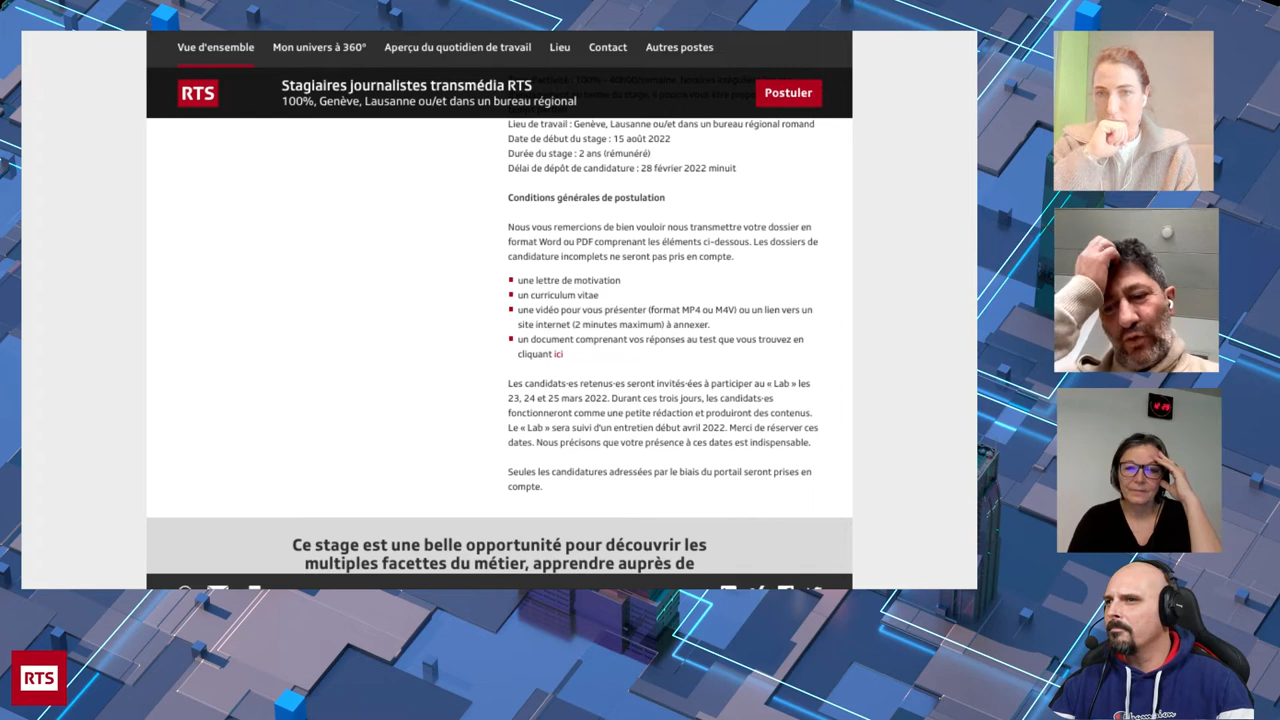 Vue d'ensemble Mon univers à 360° Aperçu du quotidien de travail Lieu Contact Autres postes
RTS
Stagiaires journalistes transmédia RTS
100%, Genève, Lausanne ou/et dans un bureau régional
Postuler
Lieu de travail : Genève, Lausanne ou/et dans un bureau régional romand
Date de début du stage : 15 août 2022
Durée du stage : 2 ans (rémunéré)
Délai de dépôt de candidature : 28 février 2022 minuit
Conditions générales de postulation
Nous vous remercions de bien vouloir nous transmettre votre dossier en
format Word ou PDF comprenant les éléments ci-dessous. Les dossiers de
candidature incomplets ne seront pas pris en compte.
une lettre de motivation
un curriculum vitae
une vidéo pour vous présenter (format MP4 ou M4V) ou un lien vers un
site internet (2 minutes maximum) à annexer.
un document comprenant vos réponses au test que vous trouvez en
cliquant ici
Les candidats·es retenus·es seront invités·ées à participer au « Lab » les
23, 24 et 25 mars 2022. Durant ces trois jours, les candidats·es
fonctionneront comme une petite rédaction et produiront des contenus.
Le « Lab » sera suivi d'un entretien début avril 2022. Merci de réserver ces
dates. Nous précisons que votre présence à ces dates est indispensable.
Seules les candidatures adressées par le biais du portail seront prises en
compte.
Ce stage est une belle opportunité pour découvrir les
multiples facettes du métier, apprendre auprès de
RTS
Champion